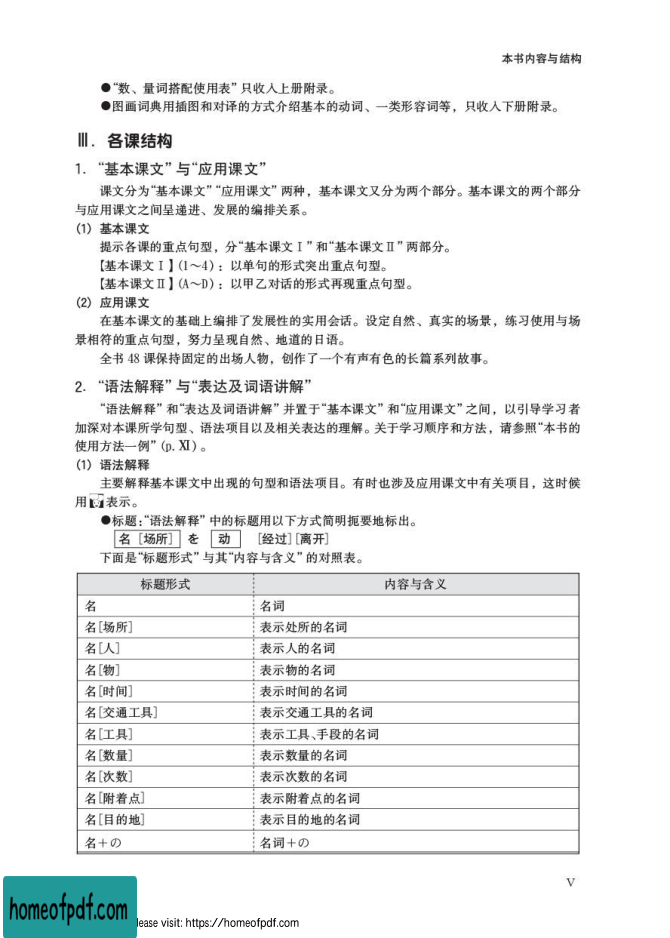 本书内容与结构
●“数、量词搭配使用表”只收入上册附录。
●图画词典用插图和对译的方式介绍基本的动词、一类形容词等，只收入下册附录。
Ⅲ．各课结构
1．“基本课文”与“应用课文”
课文分为“基本课文”“应用课文”两种，基本课文又分为两个部分。基本课文的两个部分
与应用课文之间呈递进、发展的编排关系。
(1) 基本课文
提示各课的重点句型，分“基本课文Ⅰ”和“基本课文Ⅱ”两部分。
【基本课文Ⅰ】(1～4)：以单句的形式突出重点句型。
【基本课文Ⅱ】(A～D)：以甲乙对话的形式再现重点句型。
(2) 应用课文
在基本课文的基础上编排了发展性的实用会话。设定自然、真实的场景，练习使用与场
景相符的重点句型，努力呈现自然、地道的日语。
全书 48 课保持固定的出场人物，创作了一个有声有色的长篇系列故事。
2．“语法解释”与“表达及词语讲解”
“语法解释”和“表达及词语讲解”并置于“基本课文”和“应用课文”之间，以引导学习者
加深对本课所学句型、语法项目以及相关表达的理解。关于学习顺序和方法，请参照“本书的
使用方法一例”(p. Ⅺ)。
(1) 语法解释
主要解释基本课文中出现的句型和语法项目。有时也涉及应用课文中有关项目，这时候
用 表示。
●标题：“语法解释”中的标题用以下方式简明扼要地标出。
名 [场所] を 动 [经过][离开]
下面是“标题形式”与其“内容与含义”的对照表。
标题形式 内容与含义
名 名词
名[场所] 表示处所的名词
名[人] 表示人的名词
名[物] 表示物的名词
名[时间] 表示时间的名词
名[交通工具] 表示交通工具的名词
名[工具] 表示工具、手段的名词
名[数量] 表示数量的名词
名[次数] 表示次数的名词
名[附着点] 表示附着点的名词
名[目的地] 表示目的地的名词
名＋の 名词＋の
V
homeofpdf.com
lease visit: https://homeofpdf.com